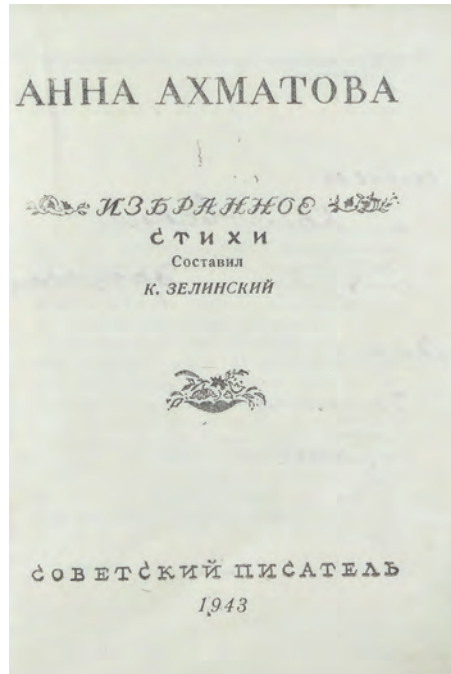 АННА АХМАТОВА
ИЗБРАННОЕ
СТИХИ
Составил
К. ЗЕЛИНСКИЙ
СОВЕТСКИЙ ПИСАТЕЛЬ
1943